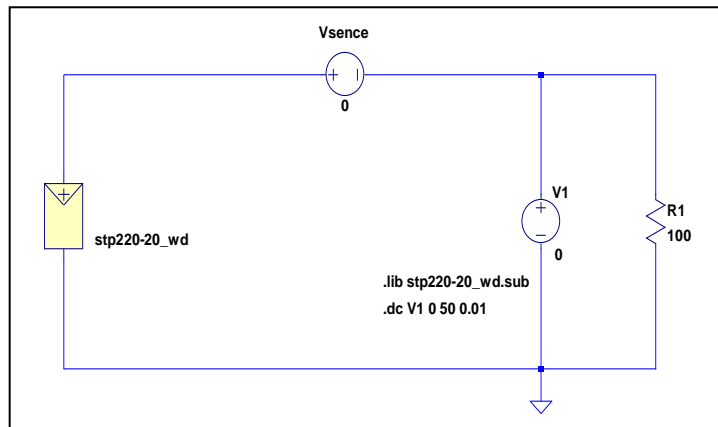 Vsence
0
stp220-20_wd
V1
0
R1
100
.lib stp220-20_wd.sub
.dc V1 0 50 0.01